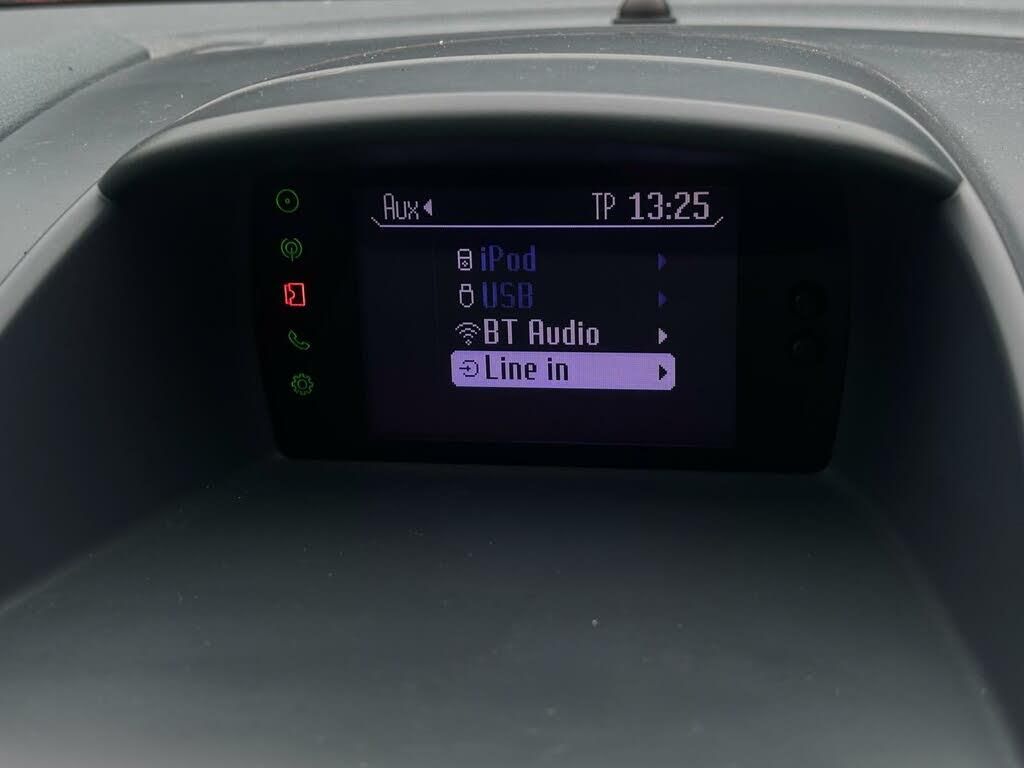 Aux TP 13:25
iPod
USB
BT Audio
Line in